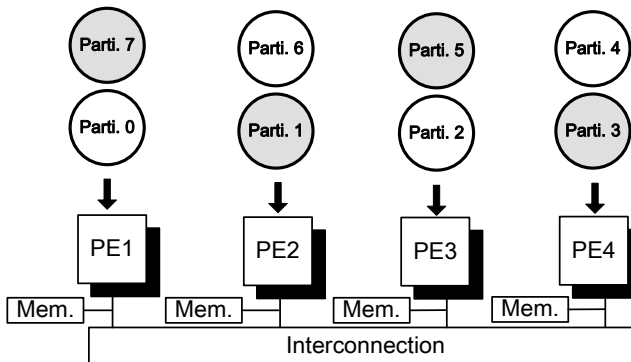 Parti. 7 Parti. 6 Parti. 5 Parti. 4
Parti. 0 Parti. 1 Parti. 2 Parti. 3
PE1 PE2 PE3 PE4
Mem. Mem. Mem. Mem.
Interconnection